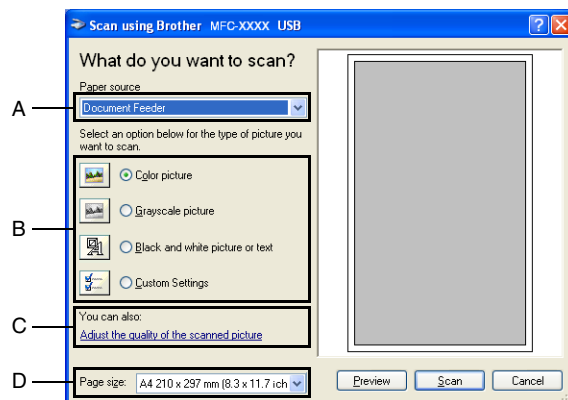 Scan using Brother MFC-XXXX USB
What do you want to scan?
A
Paper source
Document Feeder
Select an option below for the type of picture you
want to scan.
B
Color picture
Grayscale picture
Black and white picture or text
Custom Settings
C
You can also:
Adjust the quality of the scanned picture
D
Page size: A4 210 x 297 mm (8.3 x 11.7 ich
Preview Scan Cancel